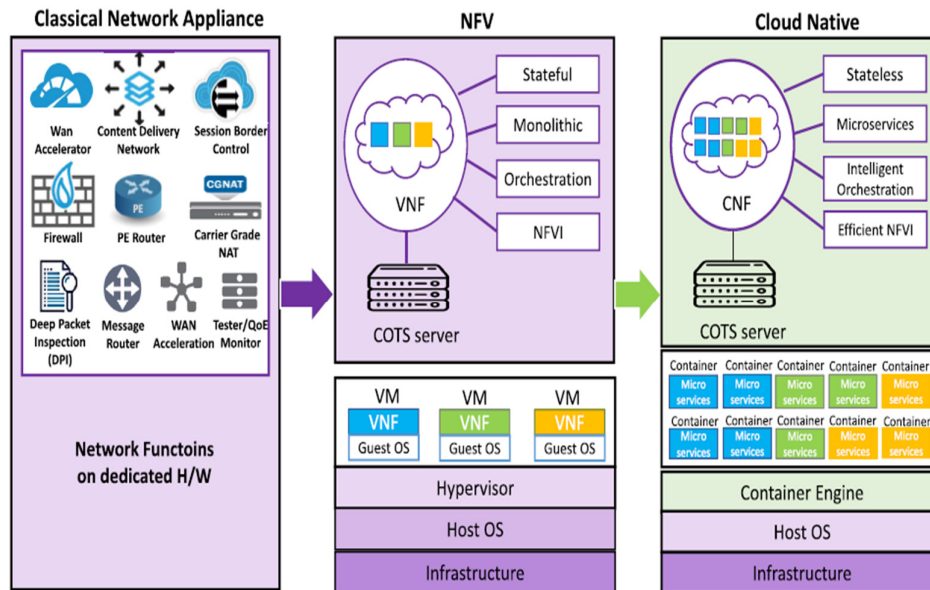 Classical Network Appliance
Wan
Accelerator
Content Delivery
Network
Session Border
Control
Firewall
PE
PE Router
CGNAT
Carrier Grade
NAT
Deep Packet
Inspection
(DPI)
Message
Router
WAN
Acceleration
Tester/QoE
Monitor
Network Functoins
on dedicated H/W
NFV
VNF
Stateful
Monolithic
Orchestration
NFVI
COTS server
VM
VM
VM
VNF
VNF
VNF
Guest OS
Guest OS
Guest OS
Hypervisor
Host OS
Infrastructure
Cloud Native
CNF
Stateless
Microservices
Intelligent
Orchestration
Efficient NFVI
COTS server
Container
Container
Container
Container
Container
Micro
services
Micro
services
Micro
services
Micro
services
Micro
services
Container
Container
Container
Container
Container
Micro
services
Micro
services
Micro
services
Micro
services
Micro
services
Container Engine
Host OS
Infrastructure